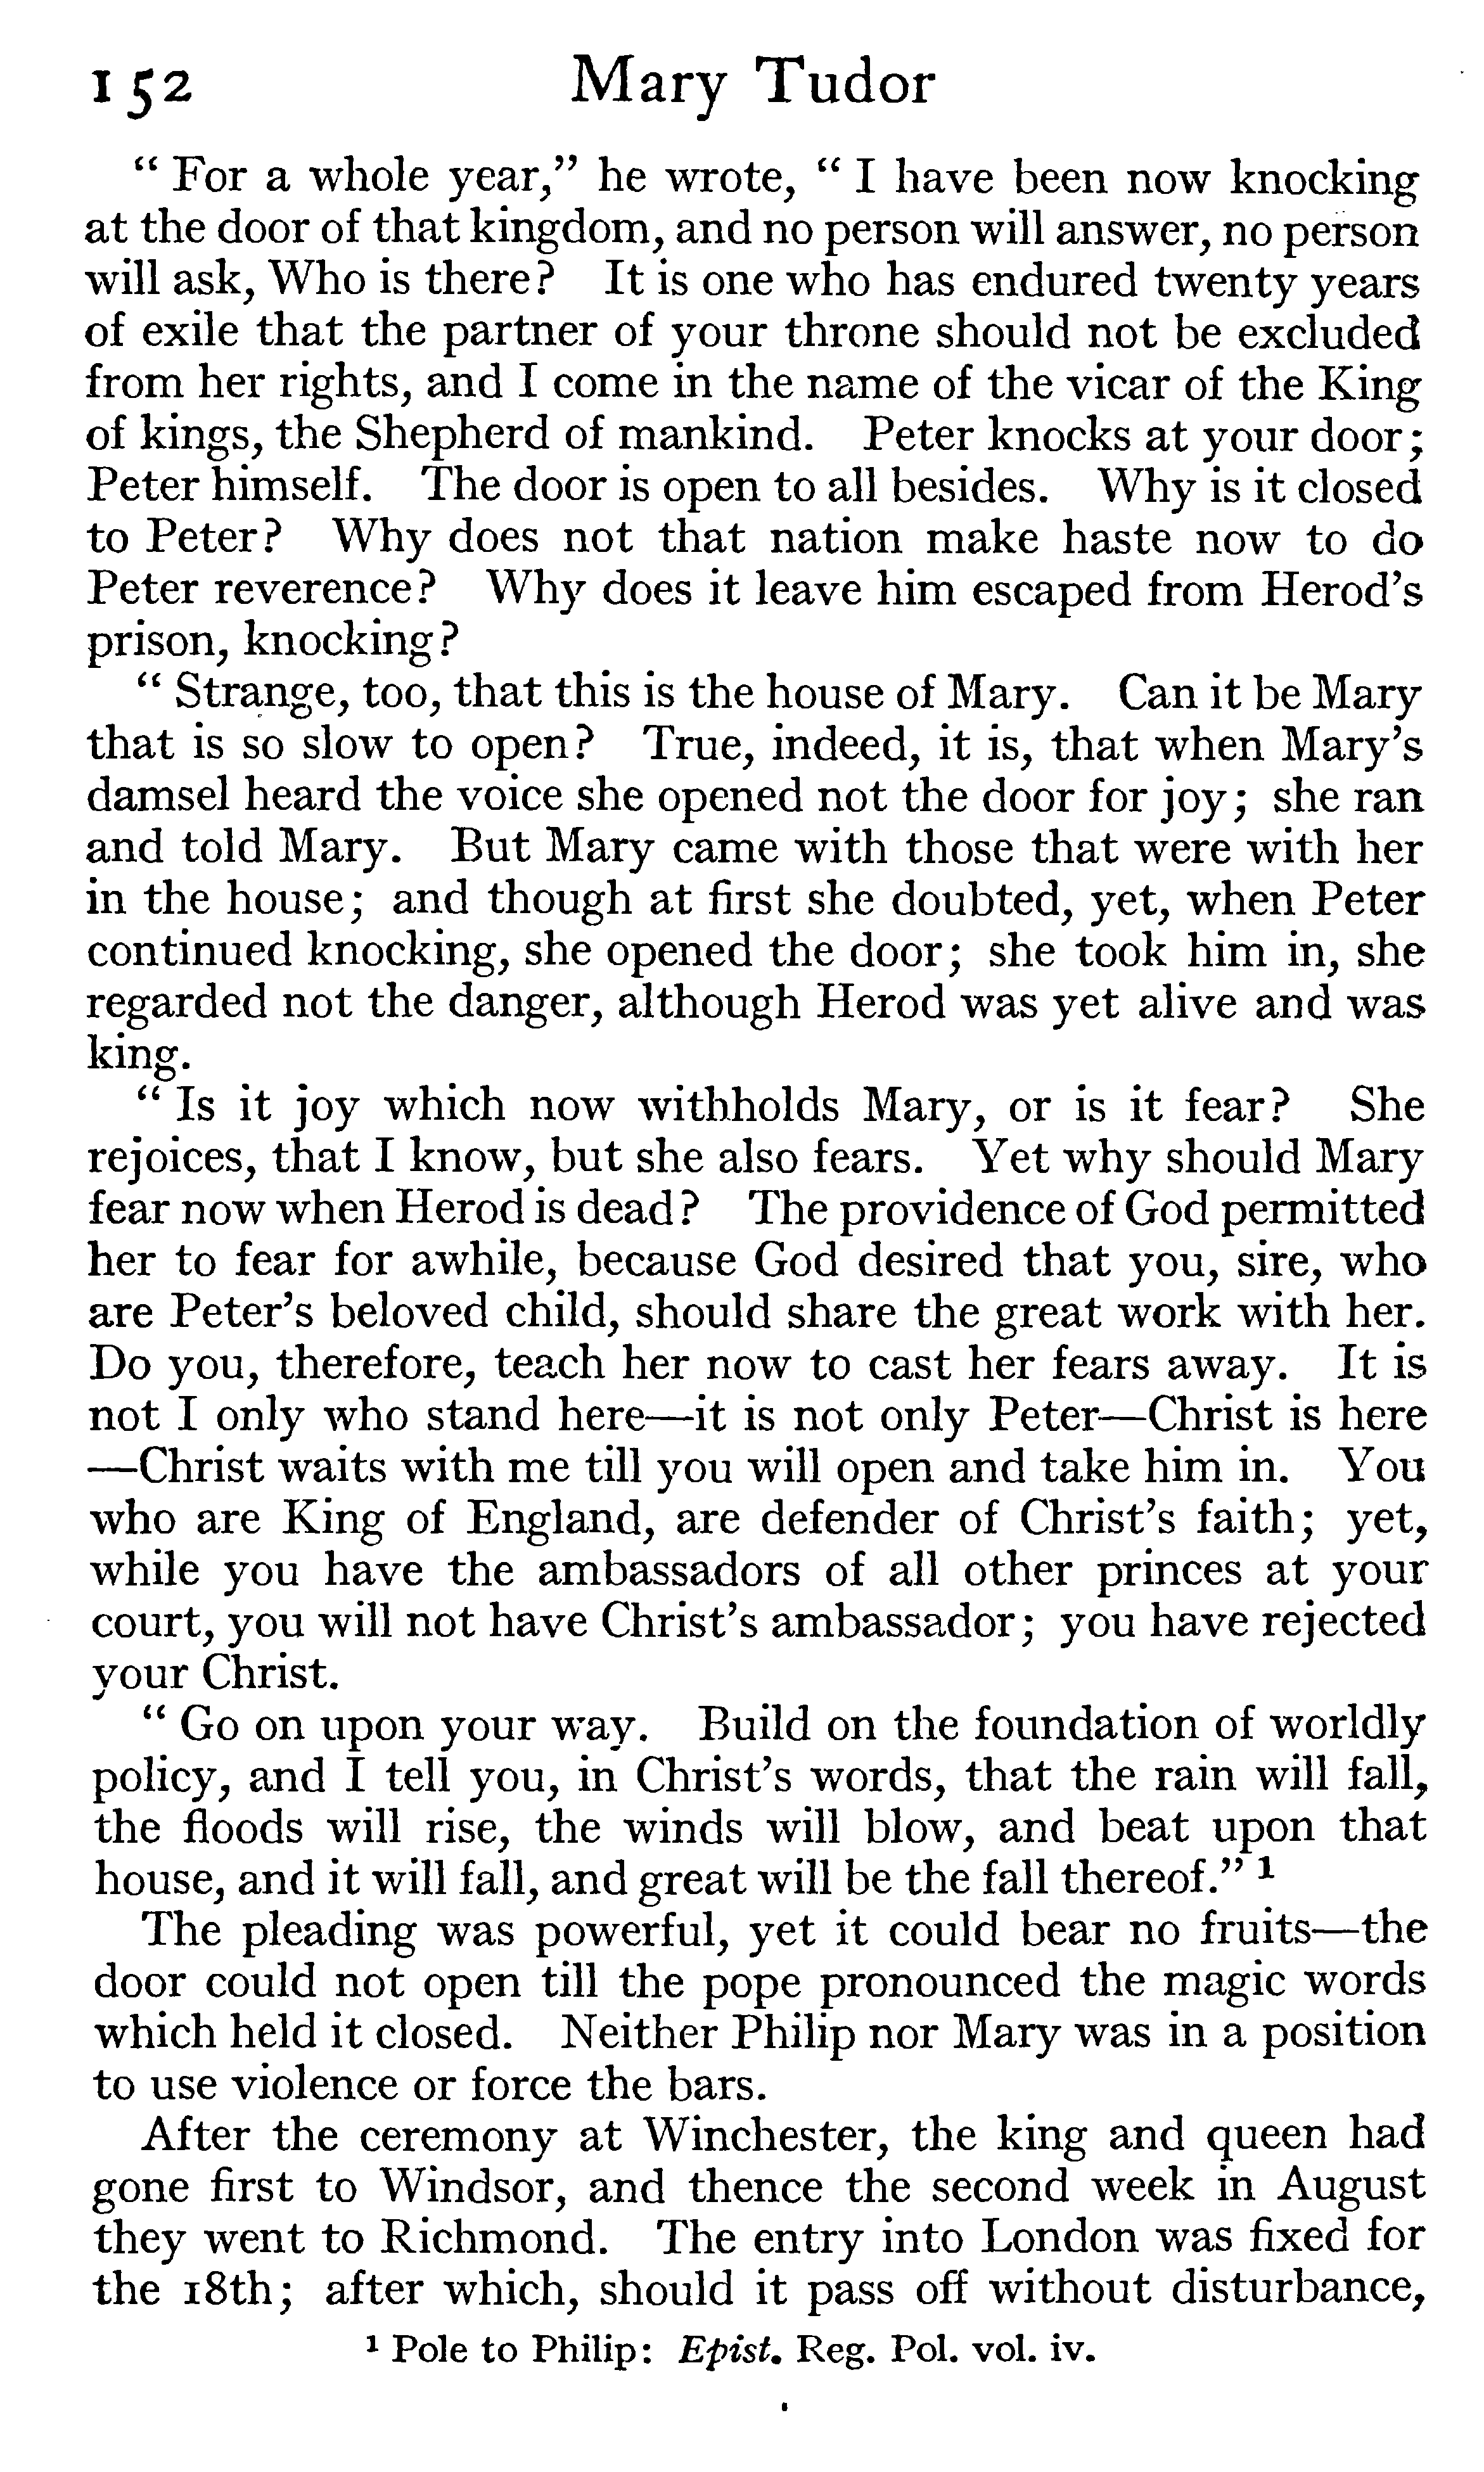 152 Mary Tudor
“ For a whole year,” he wrote, “ I have been now knocking
at the door of that kingdom, and no person will answer, no person
will ask, Who is there? It is one who has endured twenty years
of exile that the partner of your throne should not be excluded
from her rights, and I come in the name of the vicar of the King
of kings, the Shepherd of mankind. Peter knocks at your door;
Peter himself. The door is open to all besides. Why is it closed
to Peter? Why does not that nation make haste now to do
Peter reverence? Why does it leave him escaped from Herod’s
prison, knocking?
“ Strange, too, that this is the house of Mary. Can it be Mary
that is so slow to open? True, indeed, it is, that when Mary’s
damsel heard the voice she opened not the door for joy; she ran
and told Mary. But Mary came with those that were with her
in the house; and though at first she doubted, yet, when Peter
continued knocking, she opened the door; she took him in, she
regarded not the danger, although Herod was yet alive and was
king.
“ Is it joy which now withholds Mary, or is it fear? She
rejoices, that I know, but she also fears. Yet why should Mary
fear now when Herod is dead? The providence of God permitted
her to fear for awhile, because God desired that you, sire, who
are Peter’s beloved child, should share the great work with her.
Do you, therefore, teach her now to cast her fears away. It is
not I only who stand here—it is not only Peter—Christ is here
—Christ waits with me till you will open and take him in. You
who are King of England, are defender of Christ’s faith; yet,
while you have the ambassadors of all other princes at your
court, you will not have Christ’s ambassador; you have rejected
your Christ.
“ Go on upon your way. Build on the foundation of worldly
policy, and I tell you, in Christ’s words, that the rain will fall,
the floods will rise, the winds will blow, and beat upon that
house, and it will fall, and great will be the fall thereof.” 1
The pleading was powerful, yet it could bear no fruits—the
door could not open till the pope pronounced the magic words
which held it closed. Neither Philip nor Mary was in a position
to use violence or force the bars.
After the ceremony at Winchester, the king and queen had
gone first to Windsor, and thence the second week in August
they went to Richmond. The entry into London was fixed for
the 18th; after which, should it pass off without disturbance,
1 Pole to Philip: Epist. Reg. Pol. vol. iv.